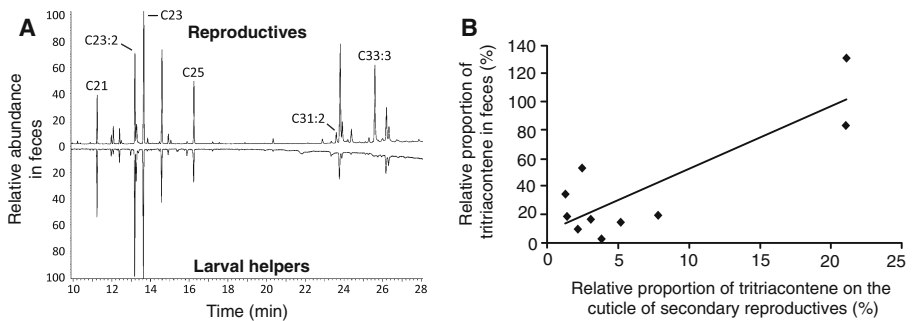 A
Relative abundance
in feces
100
80
60
40
20
0
20
40
60
80
100
C21
C23:2
C23
Reproductives
C25
C31:2
C33:3
Larval helpers
10 12 14 16 18 20 22 24 26 28
Time (min)
B
Relative proportion of
tritriacontene in feces (%)
140
120
100
80
60
40
20
0
0 5 10 15 20 25
Relative proportion of tritriacontene on the
cuticle of secondary reproductives (%)